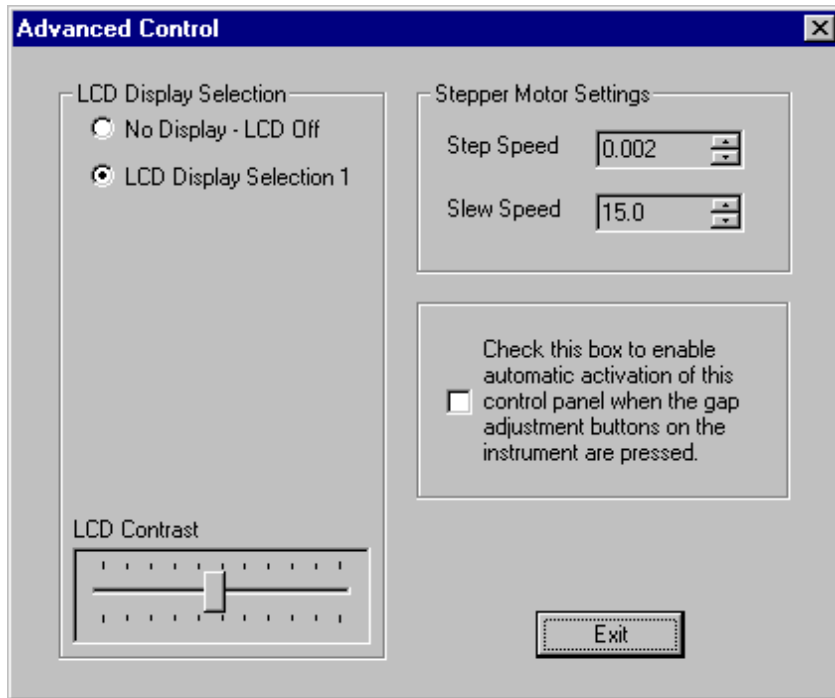 Advanced Control
LCD Display Selection
No Display - LCD Off
LCD Display Selection 1
LCD Contrast
Stepper Motor Settings
Step Speed 0.002
Slew Speed 15.0
Check this box to enable
automatic activation of this
control panel when the gap
adjustment buttons on the
instrument are pressed.
Exit